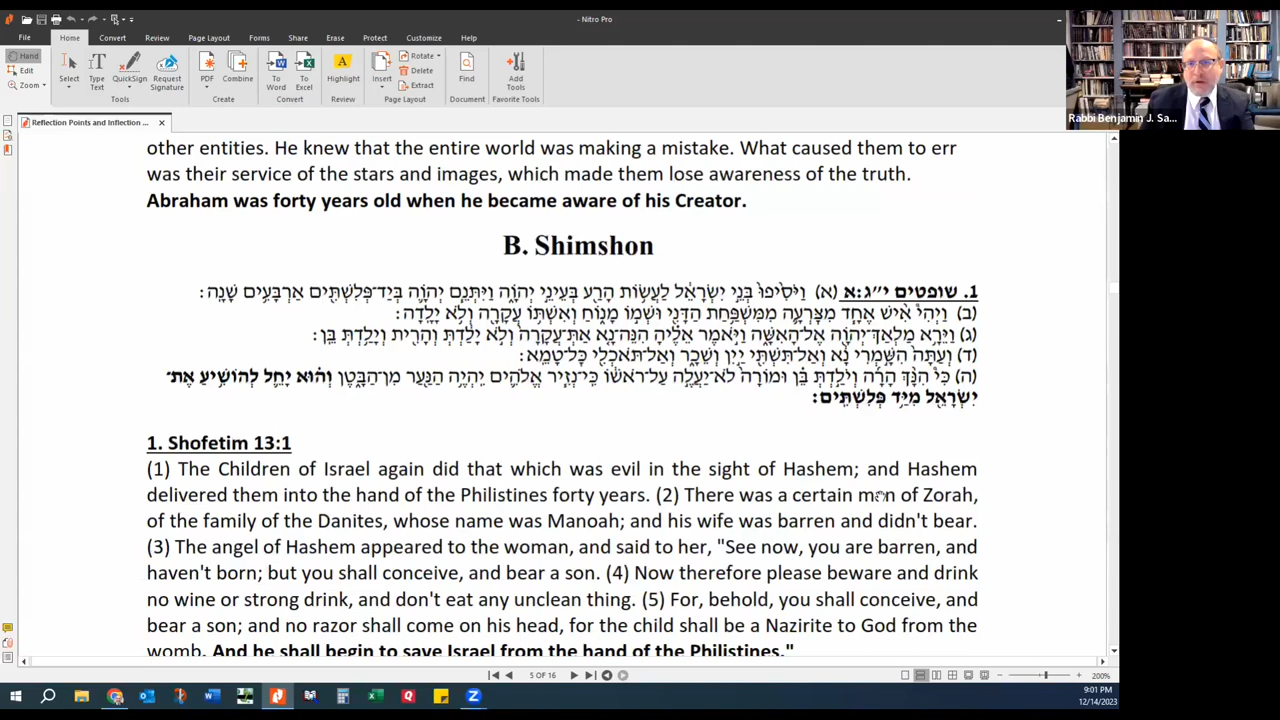 - Nitro Pro
File Home Convert Review Page Layout Forms Share Erase Protect Customize Help
Hand
Edit
Zoom
Select
Type Text
QuickSign
Request Signature
PDF
Combine
To Word
To Excel
Highlight
Insert
Rotate
Delete
Extract
Find
Add Tools
Tools Create Convert Review Page Layout Document Favorite Tools
Rabbi Benjamin J. Sa...
Reflection Points and Inflection ...
other entities. He knew that the entire world was making a mistake. What caused them to err
was their service of the stars and images, which made them lose awareness of the truth.
Abraham was forty years old when he became aware of his Creator.
B. Shimshon
1. שופטים י״ג:א (א) וַיֹּסִ֙יפוּ֙ בְּנֵ֣י יִשְׂרָאֵ֔ל לַעֲשׂ֥וֹת הָרַ֖ע בְּעֵינֵ֣י יְהוָ֑ה וַיִּתְּנֵ֧ם יְהוָ֛ה בְּיַד־פְּלִשְׁתִּ֖ים אַרְבָּעִ֥ים שָׁנָֽה׃
(ב) וַיְהִי֩ אִ֨ישׁ אֶחָ֧ד מִצָּרְעָ֛ה מִמִּשְׁפַּ֥חַת הַדָּנִ֖י וּשְׁמ֣וֹ מָנ֑וֹחַ וְאִשְׁתּ֥וֹ עֲקָרָ֖ה וְלֹ֥א יָלָֽדָה׃
(ג) וַיֵּרָ֥א מַלְאַךְ־יְהוָ֖ה אֶל־הָאִשָּׁ֑ה וַיֹּ֣אמֶר אֵלֶ֗יהָ הִנֵּה־נָ֤א אַתְּ־עֲקָרָה֙ וְלֹ֣א יָלַ֔דְתְּ וְהָרִ֖ית וְיָלַ֥דְתְּ בֵּֽן׃
(ד) וְעַתָּה֙ הִשָּׁ֣מְרִי נָ֔א וְאַל־תִּשְׁתִּ֖י יַ֣יִן וְשֵׁכָ֑ר וְאַל־תֹּאכְלִ֖י כָּל־טָמֵֽא׃
(ה) כִּי֩ הִנָּ֨ךְ הָרָ֜ה וְיֹלַ֣דְתְּ בֵּ֗ן וּמוֹרָה֙ לֹא־יַעֲלֶ֣ה עַל־רֹאשׁ֔וֹ כִּֽי־נְזִ֧יר אֱלֹהִ֛ים יִהְיֶ֥ה הַנַּ֖עַר מִן־הַבָּ֑טֶן וְה֗וּא יָחֵ֛ל לְהוֹשִׁ֥יעַ אֶת־
יִשְׂרָאֵ֖ל מִיַּ֥ד פְּלִשְׁתִּֽים׃
1. Shofetim 13:1
(1) The Children of Israel again did that which was evil in the sight of Hashem; and Hashem
delivered them into the hand of the Philistines forty years. (2) There was a certain man of Zorah,
of the family of the Danites, whose name was Manoah; and his wife was barren and didn't bear.
(3) The angel of Hashem appeared to the woman, and said to her, "See now, you are barren, and
haven't born; but you shall conceive, and bear a son. (4) Now therefore please beware and drink
no wine or strong drink, and don't eat any unclean thing. (5) For, behold, you shall conceive, and
bear a son; and no razor shall come on his head, for the child shall be a Nazirite to God from the
womb. And he shall begin to save Israel from the hand of the Philistines."
5 OF 16
200%
9:01 PM
12/14/2023